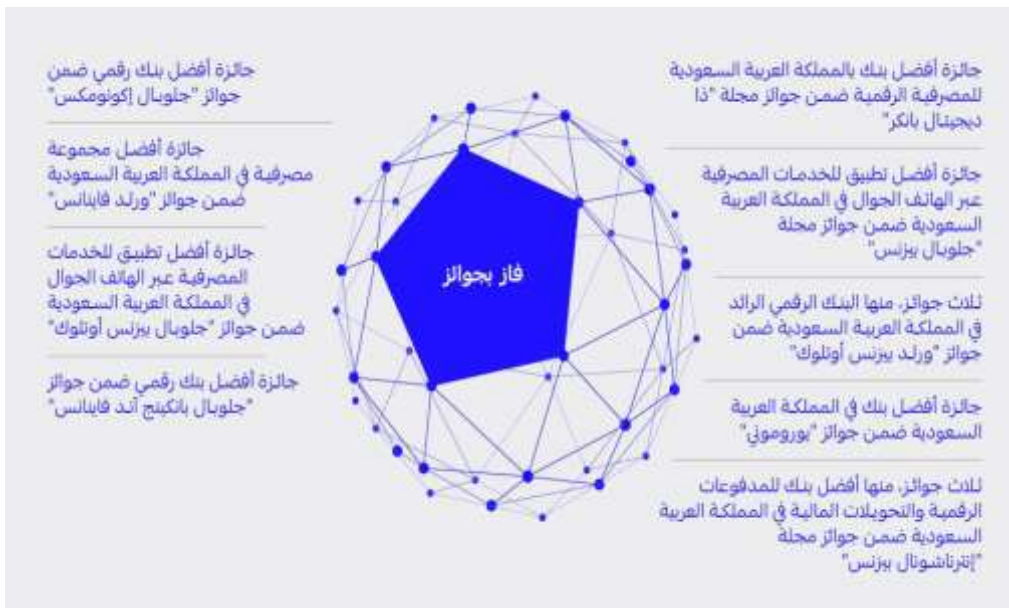 جائزة أفضل بنك بالمملكة العربية السعودية
للمصرفية الرقمية ضمن جوائز مجلة "ذا
ديجيتال بانكر"
جائزة أفضل تطبيق للخدمات المصرفية
عبر الهاتف الجوال في المملكة العربية
السعودية ضمن جوائز مجلة
"جلوبال بيزنس"
ثلاث جوائز، منها البنك الرقمي الرائد
في المملكة العربية السعودية ضمن
جوائز "ورلد بيزنس أوتلوك"
جائزة أفضل بنك في المملكة العربية
السعودية ضمن جوائز "يوروموني"
ثلاث جوائز، منها أفضل بنك للمدفوعات
الرقمية والتحويلات المالية في المملكة العربية
السعودية ضمن جوائز مجلة
"إنترناشونال بيزنس"
فاز بجوائز
جائزة أفضل بنك رقمي ضمن
جوائز "جلوبال إكونومكس"
جائزة أفضل مجموعة
مصرفية في المملكة العربية السعودية
ضمن جوائز "ورلد فاينانس"
جائزة أفضل تطبيق للخدمات
المصرفية عبر الهاتف الجوال
في المملكة العربية السعودية
ضمن جوائز "جلوبال بيزنس أوتلوك"
جائزة أفضل بنك رقمي ضمن جوائز
"جلوبال بانكينج آند فاينانس"